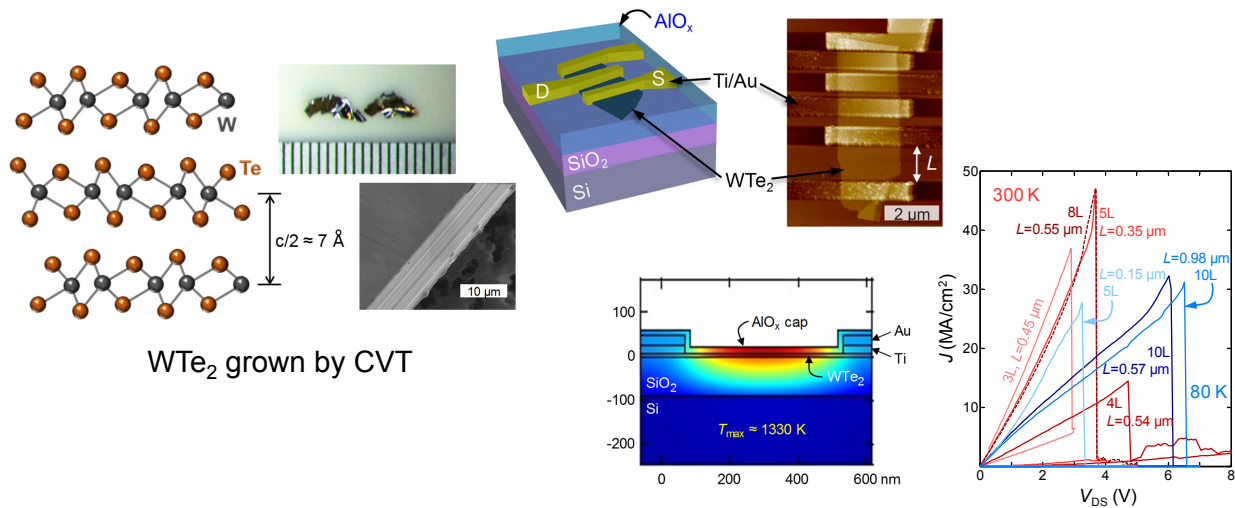 W
Te
c/2 ≈ 7 Å
10 µm
WTe₂ grown by CVT
AlOₓ
D
S
Ti/Au
SiO₂
Si
WTe₂
L
2 µm
100
0
-100
-200
AlOₓ cap
Au
Ti
WTe₂
SiO₂
Si
Tmax ≈ 1330 K
0
200
400
600 nm
50
40
30
20
10
0
J (MA/cm²)
300 K
8L
L=0.55 µm
5L
L=0.35 µm
3L, L=0.45 µm
L=0.15 µm
5L
L=0.98 µm
10L
10L
L=0.57 µm
80 K
4L
L=0.54 µm
0
2
4
6
8
VDS (V)